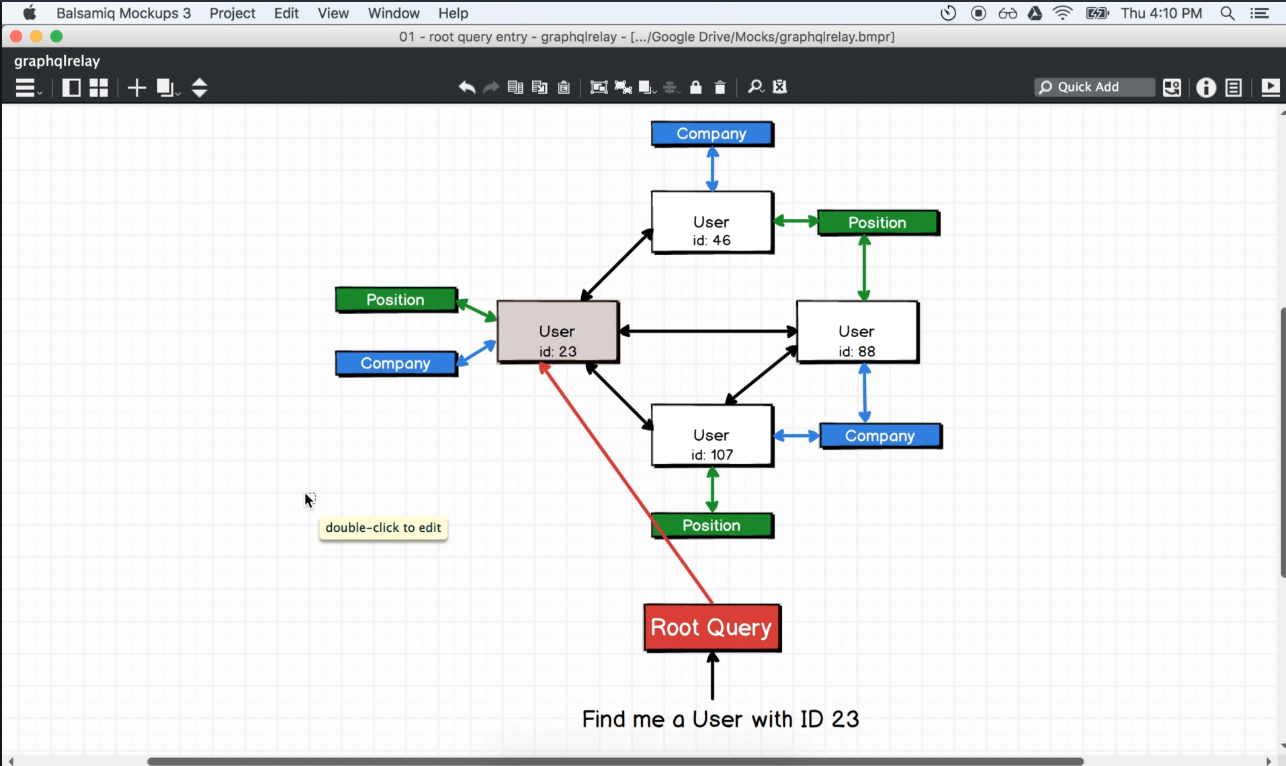 Balsamiq Mockups 3 Project Edit View Window Help Thu 4:10 PM
01 - root query entry - graphqlrelay - [.../Google Drive/Mocks/graphqlrelay.bmpr]
graphqlrelay
Quick Add
Company
User
id: 46
Position
Position
User
id: 23
User
id: 88
Company
User
id: 107
Company
Position
double-click to edit
Root Query
Find me a User with ID 23